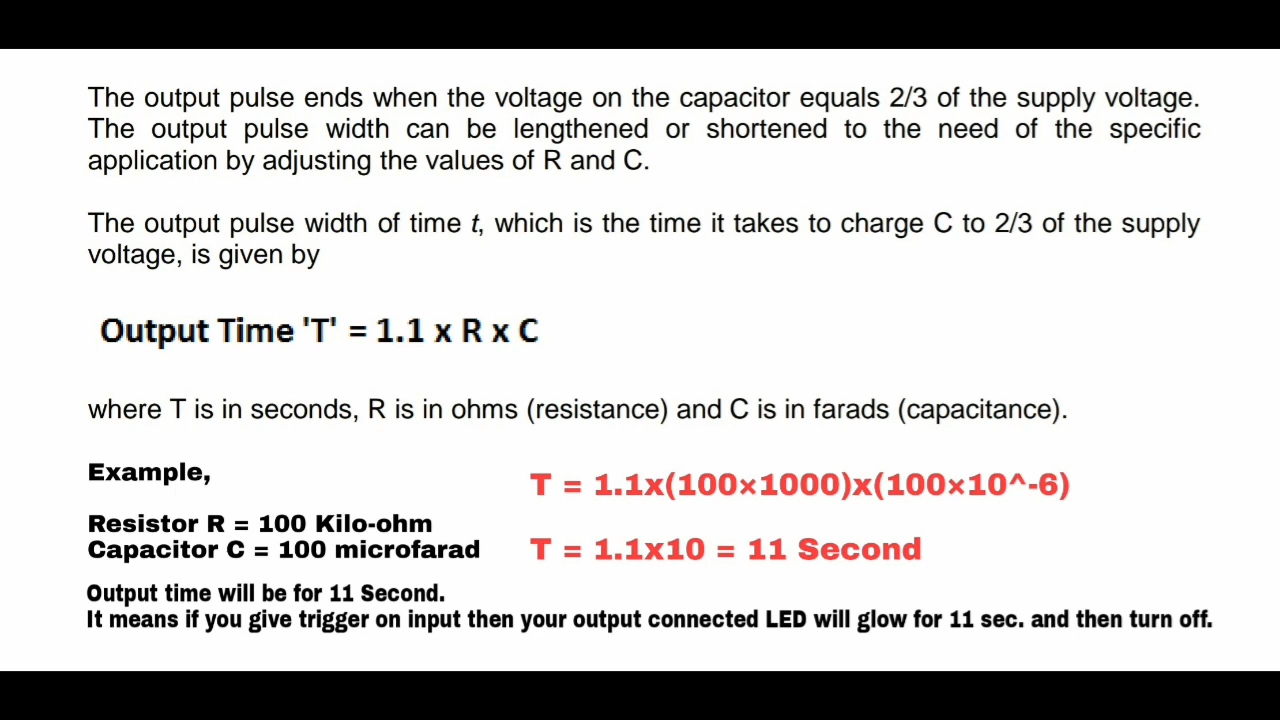 The output pulse ends when the voltage on the capacitor equals 2/3 of the supply voltage.
The output pulse width can be lengthened or shortened to the need of the specific
application by adjusting the values of R and C.
The output pulse width of time t, which is the time it takes to charge C to 2/3 of the supply
voltage, is given by
Output Time 'T' = 1.1 x R x C
where T is in seconds, R is in ohms (resistance) and C is in farads (capacitance).
Example,
Resistor R = 100 Kilo-ohm
Capacitor C = 100 microfarad
T = 1.1x(100×1000)x(100×10^-6)
T = 1.1x10 = 11 Second
Output time will be for 11 Second.
It means if you give trigger on input then your output connected LED will glow for 11 sec. and then turn off.